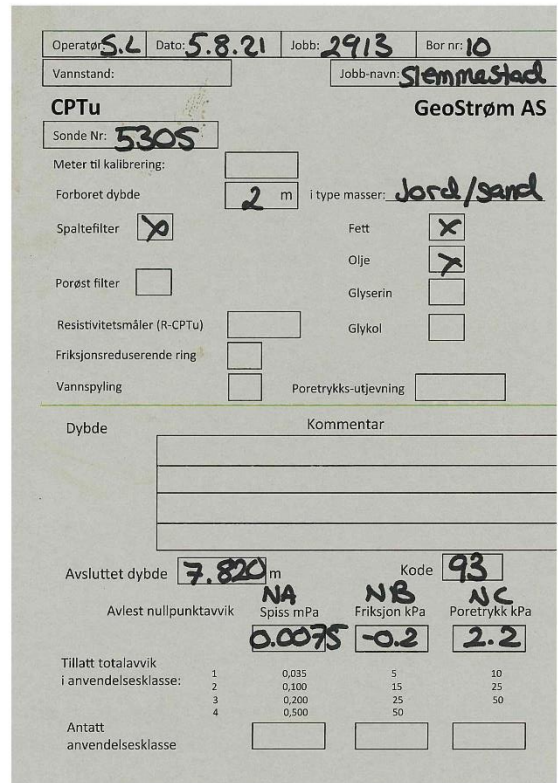 Operatør: S.L Dato: 5.8.21 Jobb: 2913 Bor nr: 10
Vannstand: Jobb-navn: Slemmestad
CPTu GeoStrøm AS
Sonde Nr: 5305
Meter til kalibrering:
Forboret dybde 2 m i type masser: Jord/sand
Spaltefilter x Fett x
Olje x
Porøst filter Glyserin
Resistivitetsmåler (R-CPTu) Glykol
Friksjonsreduserende ring
Vannspyling Poretrykks-utjevning
Dybde Kommentar
Avsluttet dybde 7.820 m Kode 93
NA NB NC
Avlest nullpunktavvik Spiss mPa Friksjon kPa Poretrykk kPa
0.0075 -0.2 2.2
Tillatt totalavvik
i anvendelsesklasse: 1 0,035 5 10
2 0,100 15 25
3 0,200 25 50
4 0,500 50
Antatt
anvendelsesklasse